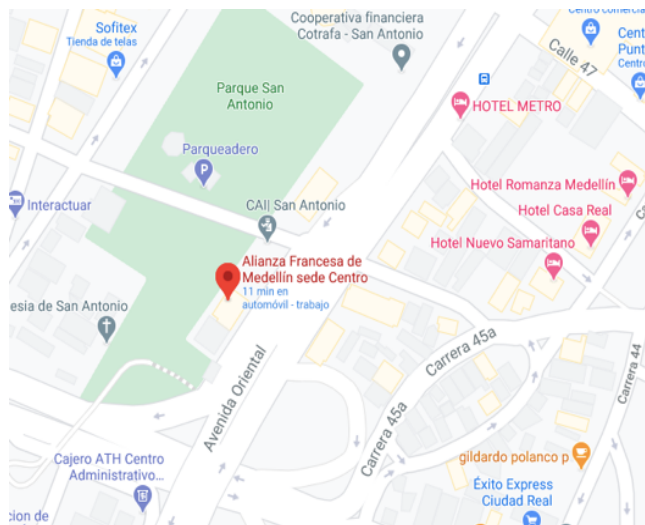 Sofitex
Tienda de telas
Cooperativa financiera
Cotrafa - San Antonio
Centro comercia
Cent
Punt
Centro
Calle 47
Parque San
Antonio
HOTEL METRO
Parqueadero
P
Hotel Romanza Medellín
Interactuar
CAI| San Antonio
Hotel Casa Real
Hotel Nuevo Samaritano
Alianza Francesa de
Medellín sede Centro
11 min en
automóvil - trabajo
esia de San Antonio
Avenida Oriental
Carrera 45a
Carrera 45a
Carrera 44
Cajero ATH Centro
Administrativo...
gildardo polanco p
Éxito Express
Ciudad Real
cion de